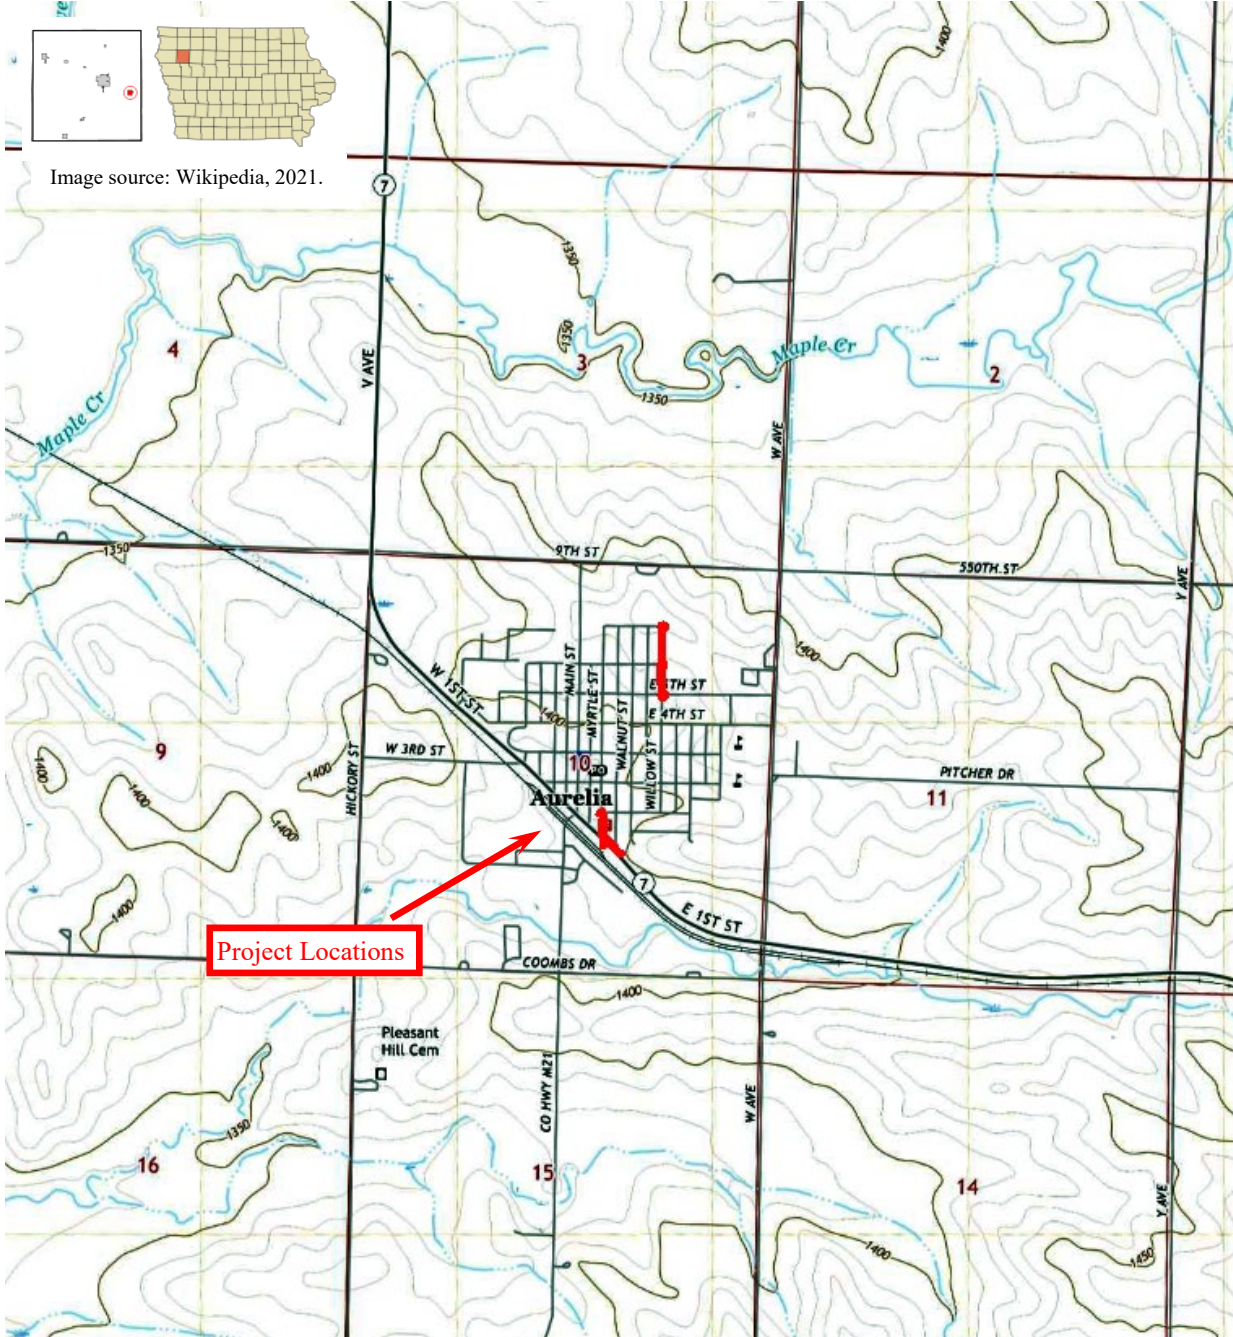 Image source: Wikipedia, 2021.
1400
7
1350
1350
4
3
Maple Cr
2
V AVE
1350
Maple Cr
W AVE
1350
9TH ST
550TH ST
Y AVE
W 1ST ST
MAIN ST
MYRTLE ST
WALNUT ST
WILLOW ST
1400
E 4TH ST
1400
9
HICKORY ST
W 3RD ST
10
1400
1400
1400
1400
PITCHER DR
11
Aurelia
1400
7
E 1ST ST
Project Locations
COOMBS DR
1400
Pleasant
Hill Cem
CO HWY M21
W AVE
1350
16
15
14
Y AVE
1400
1450